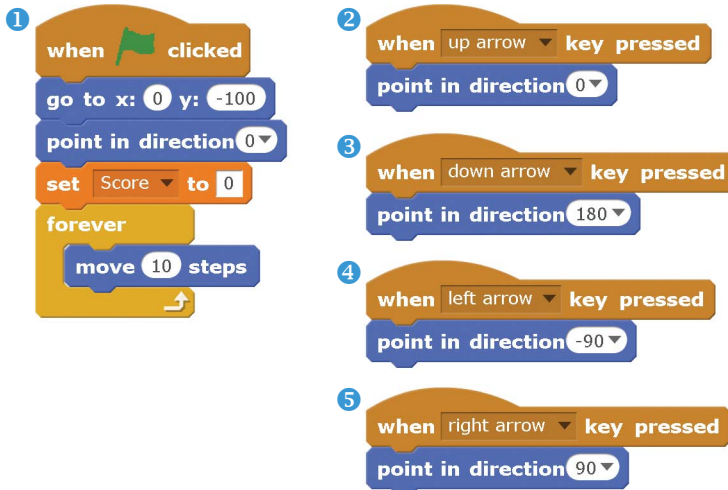 1
when clicked
go to x: 0 y: -100
point in direction 0
set Score to 0
forever
move 10 steps
2
when up arrow key pressed
point in direction 0
3
when down arrow key pressed
point in direction 180
4
when left arrow key pressed
point in direction -90
5
when right arrow key pressed
point in direction 90